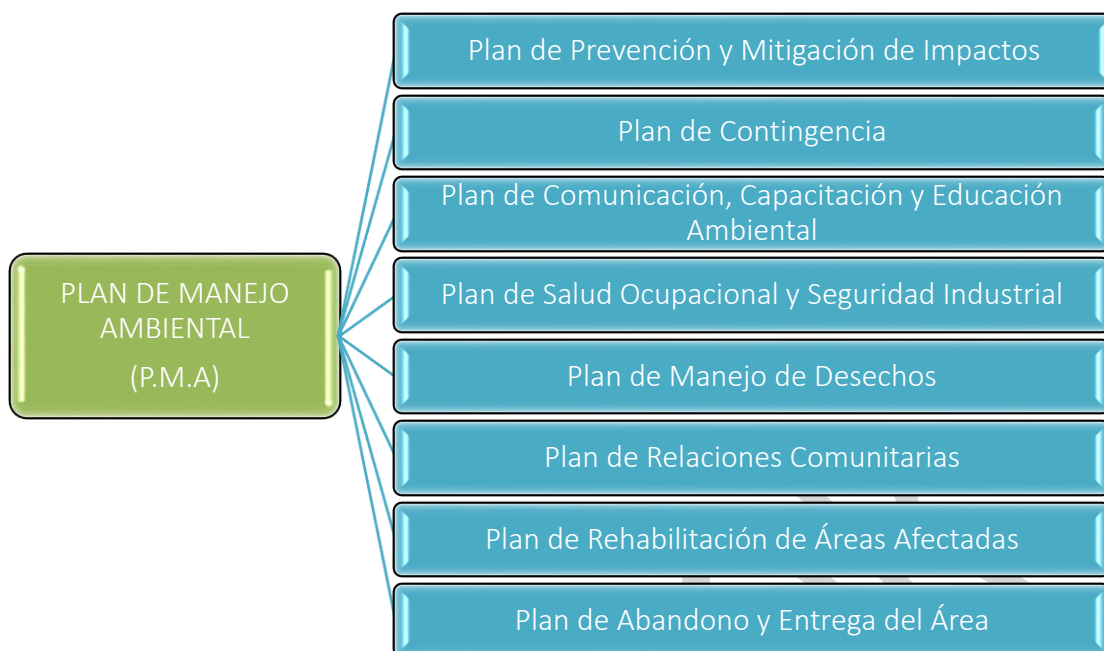 PLAN DE MANEJO
AMBIENTAL
(P.M.A)
Plan de Prevención y Mitigación de Impactos
Plan de Contingencia
Plan de Comunicación, Capacitación y Educación
Ambiental
Plan de Salud Ocupacional y Seguridad Industrial
Plan de Manejo de Desechos
Plan de Relaciones Comunitarias
Plan de Rehabilitación de Áreas Afectadas
Plan de Abandono y Entrega del Área